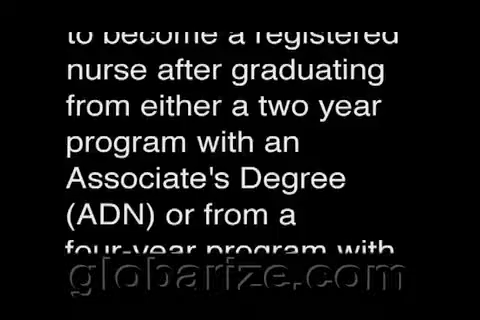 to become a registered
nurse after graduating
from either a two year
program with an
Associate's Degree
(ADN) or from a
four-year program with
globarize.com